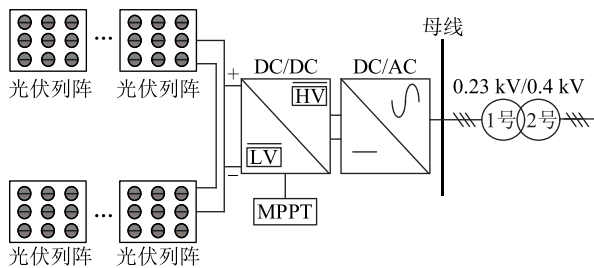 母线
DC/DC
DC/AC
0.23 kV/0.4 kV
...
光伏列阵
光伏列阵
+
HV
1号
2号
LV
−
MPPT
...
光伏列阵
光伏列阵